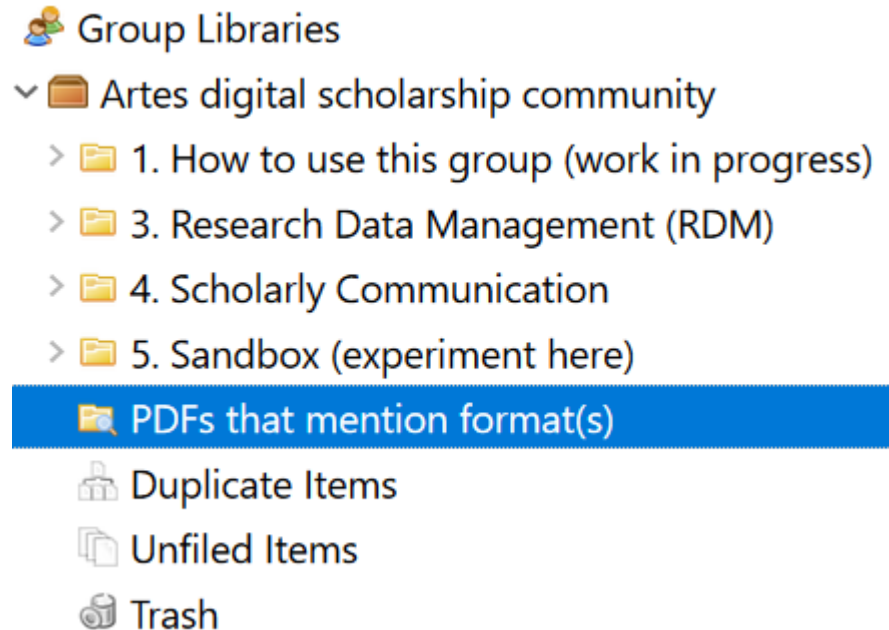 Group Libraries
Artes digital scholarship community
1. How to use this group (work in progress)
3. Research Data Management (RDM)
4. Scholarly Communication
5. Sandbox (experiment here)
PDFs that mention format(s)
Duplicate Items
Unfiled Items
Trash